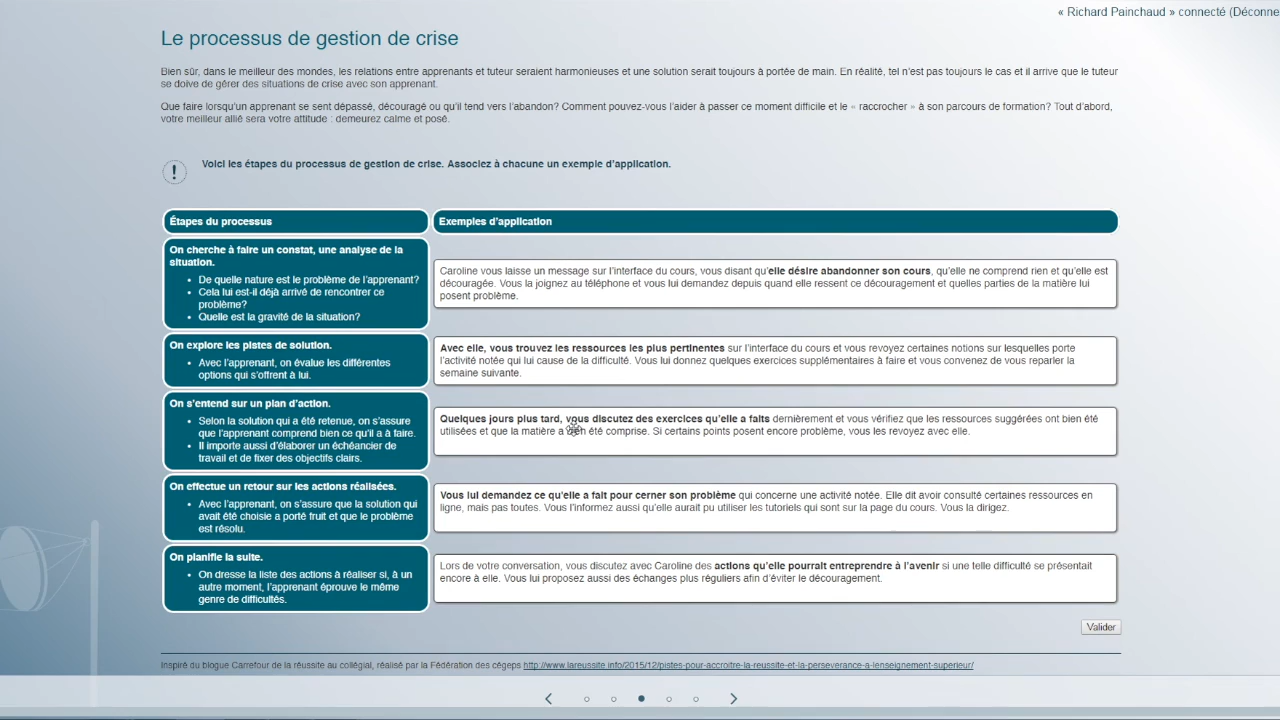 « Richard Painchaud » connecté (Déconne
Le processus de gestion de crise
Bien sûr, dans le meilleur des mondes, les relations entre apprenants et tuteur seraient harmonieuses et une solution serait toujours à portée de main. En réalité, tel n'est pas toujours le cas et il arrive que le tuteur
se doive de gérer des situations de crise avec son apprenant.
Que faire lorsqu'un apprenant se sent dépassé, découragé ou qu'il tend vers l'abandon? Comment pouvez-vous l'aider à passer ce moment difficile et le « raccrocher » à son parcours de formation? Tout d'abord,
votre meilleur allié sera votre attitude : demeurez calme et posé.
! Voici les étapes du processus de gestion de crise. Associez à chacune un exemple d'application.
Étapes du processus
Exemples d'application
On cherche à faire un constat, une analyse de la
situation.
• De quelle nature est le problème de l'apprenant?
• Cela lui est-il déjà arrivé de rencontrer ce
problème?
• Quelle est la gravité de la situation?
Caroline vous laisse un message sur l'interface du cours, vous disant qu'elle désire abandonner son cours, qu'elle ne comprend rien et qu'elle est
découragée. Vous la joignez au téléphone et vous lui demandez depuis quand elle ressent ce découragement et quelles parties de la matière lui
posent problème.
On explore les pistes de solution.
• Avec l'apprenant, on évalue les différentes
options qui s'offrent à lui.
Avec elle, vous trouvez les ressources les plus pertinentes sur l'interface du cours et vous revoyez certaines notions sur lesquelles porte
l'activité notée qui lui cause de la difficulté. Vous lui donnez quelques exercices supplémentaires à faire et vous convenez de vous reparler la
semaine suivante.
On s'entend sur un plan d'action.
• Selon la solution qui a été retenue, on s'assure
que l'apprenant comprend bien ce qu'il a à faire.
• Il importe aussi d'élaborer un échéancier de
travail et de fixer des objectifs clairs.
Quelques jours plus tard, vous discutez des exercices qu'elle a faits dernièrement et vous vérifiez que les ressources suggérées ont bien été
utilisées et que la matière a bien été comprise. Si certains points posent encore problème, vous les revoyez avec elle.
On effectue un retour sur les actions réalisées.
• Avec l'apprenant, on s'assure que la solution qui
avait été choisie a porté fruit et que le problème
est résolu.
Vous lui demandez ce qu'elle a fait pour cerner son problème qui concerne une activité notée. Elle dit avoir consulté certaines ressources en
ligne, mais pas toutes. Vous l'informez aussi qu'elle aurait pu utiliser les tutoriels qui sont sur la page du cours. Vous la dirigez.
On planifie la suite.
• On dresse la liste des actions à réaliser si, à un
autre moment, l'apprenant éprouve le même
genre de difficultés.
Lors de votre conversation, vous discutez avec Caroline des actions qu'elle pourrait entreprendre à l'avenir si une telle difficulté se présentait
encore à elle. Vous lui proposez aussi des échanges plus réguliers afin d'éviter le découragement.
Valider
Inspiré du blogue Carrefour de la réussite au collégial, réalisé par la Fédération des cégeps http://www.lareussite.info/2015/12/pistes-pour-accroitre-la-reussite-et-la-perseverance-a-lenseignement-superieur/